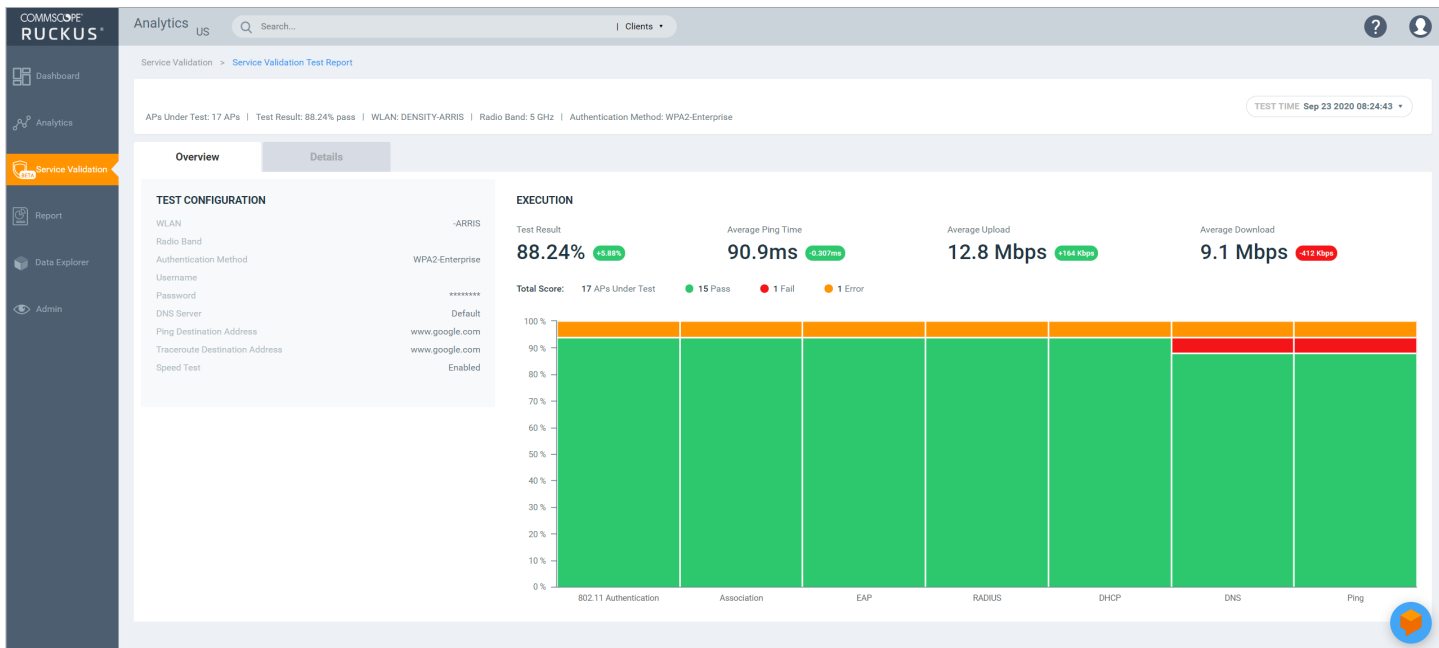 COMMSCOPE®
RUCKUS®
Analytics US
Search...
| Clients
?
Dashboard
Analytics
Service Validation
BETA
Report
Data Explorer
Admin
Service Validation > Service Validation Test Report
APs Under Test: 17 APs | Test Result: 88.24% pass | WLAN: DENSITY-ARRIS | Radio Band: 5 GHz | Authentication Method: WPA2-Enterprise
TEST TIME Sep 23 2020 08:24:43
Overview
Details
TEST CONFIGURATION
WLAN -ARRIS
Radio Band
Authentication Method WPA2-Enterprise
Username
Password ********
DNS Server Default
Ping Destination Address www.google.com
Traceroute Destination Address www.google.com
Speed Test Enabled
EXECUTION
Test Result
88.24% +5.88%
Average Ping Time
90.9ms -0.307ms
Average Upload
12.8 Mbps +164 Kbps
Average Download
9.1 Mbps -412 Kbps
Total Score: 17 APs Under Test 15 Pass 1 Fail 1 Error
100 %
90 %
80 %
70 %
60 %
50 %
40 %
30 %
20 %
10 %
0 %
802.11 Authentication Association EAP RADIUS DHCP DNS Ping